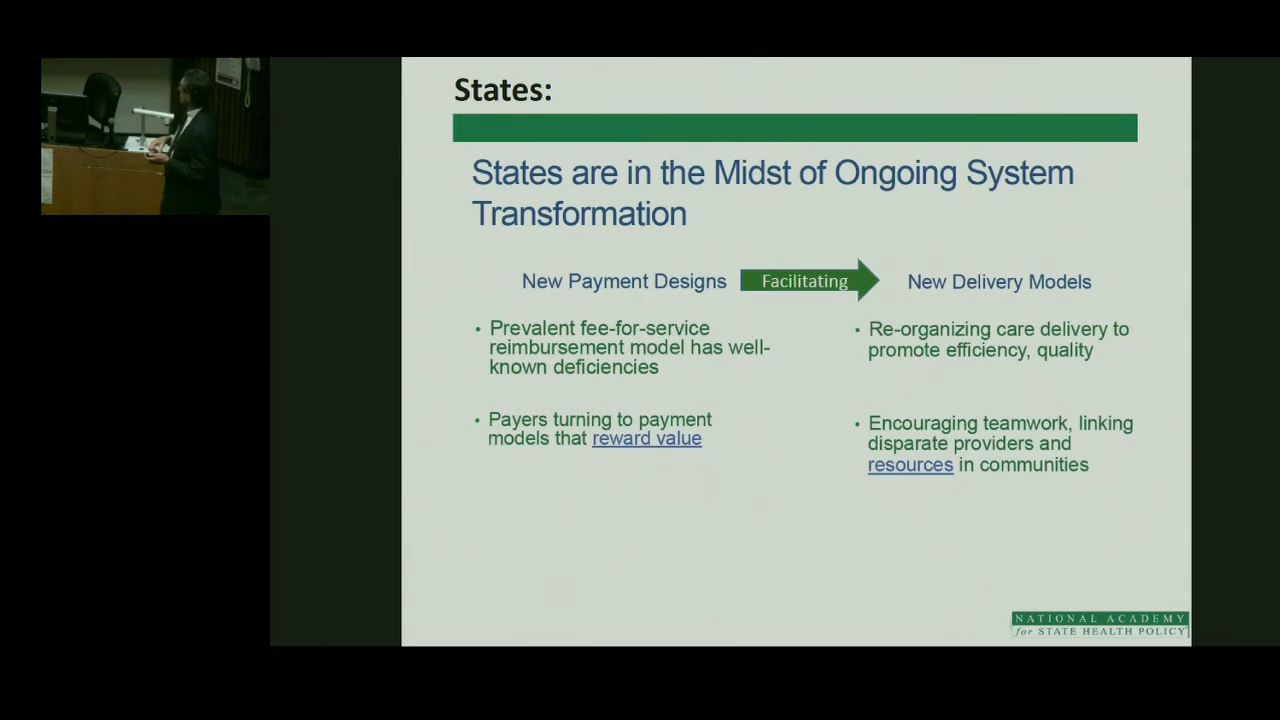 States:
States are in the Midst of Ongoing System
Transformation
New Payment Designs
Facilitating
New Delivery Models
• Prevalent fee-for-service
reimbursement model has well-
known deficiencies
• Payers turning to payment
models that reward value
• Re-organizing care delivery to
promote efficiency, quality
• Encouraging teamwork, linking
disparate providers and
resources in communities
NATIONAL ACADEMY
for STATE HEALTH POLICY